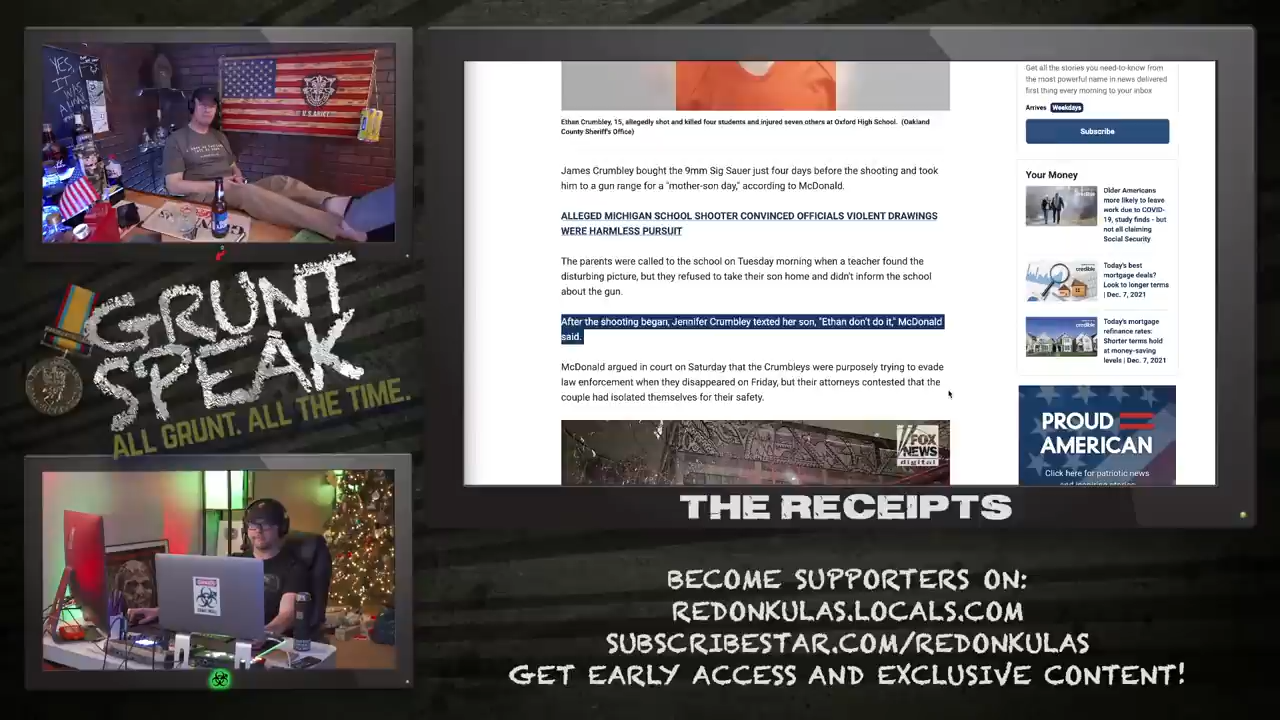 YES,
I
U.S. ARMY
GRUNT
SPEAK
ALL GRUNT. ALL THE TIME.
Ethan Crumbley, 15, allegedly shot and killed four students and injured seven others at Oxford High School. (Oakland
County Sheriff's Office)
James Crumbley bought the 9mm Sig Sauer just four days before the shooting and took
him to a gun range for a "mother-son day," according to McDonald.
ALLEGED MICHIGAN SCHOOL SHOOTER CONVINCED OFFICIALS VIOLENT DRAWINGS
WERE HARMLESS PURSUIT
The parents were called to the school on Tuesday morning when a teacher found the
disturbing picture, but they refused to take their son home and didn't inform the school
about the gun.
After the shooting began, Jennifer Crumbley texted her son, "Ethan don't do it," McDonald
said.
McDonald argued in court on Saturday that the Crumbleys were purposely trying to evade
law enforcement when they disappeared on Friday, but their attorneys contested that the
couple had isolated themselves for their safety.
FOX
NEWS
digital
Get all the stories you need-to-know from
the most powerful name in news delivered
first thing every morning to your inbox
Arrives Weekdays
Subscribe
Your Money
credible
Older Americans
more likely to leave
work due to COVID-
19, study finds - but
not all claiming
Social Security
credible
Today's best
mortgage deals?
Look to longer terms
| Dec. 7, 2021
credible
Today's mortgage
refinance rates:
Shorter terms hold
at money-saving
levels | Dec. 7, 2021
PROUD
AMERICAN
Click here for patriotic news
and inspiring stories
THE RECEIPTS
BECOME SUPPORTERS ON:
REDONKULAS.LOCALS.COM
SUBSCRIBESTAR.COM/REDONKULAS
GET EARLY ACCESS AND EXCLUSIVE CONTENT!